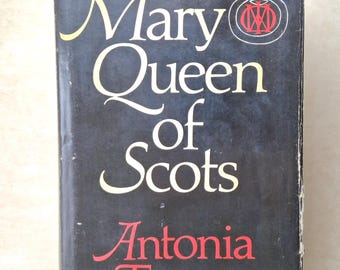 Mary
Queen
of
Scots
Antonia